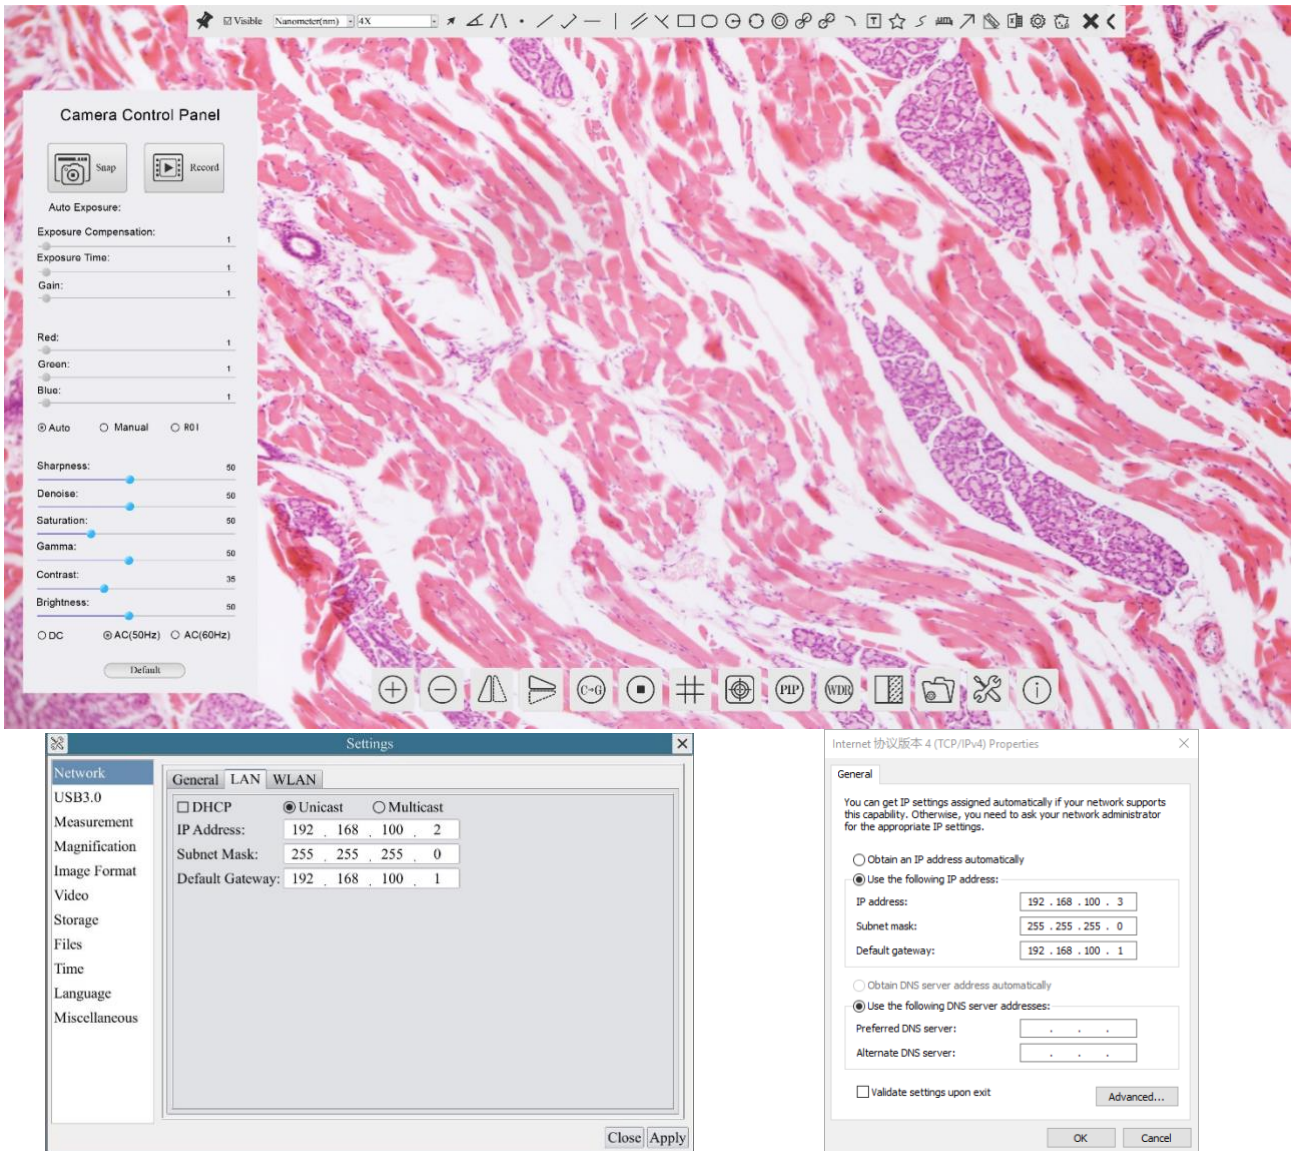 Visible Nanometer(nm) 4X
Camera Control Panel
Snap Record
Auto Exposure:
Exposure Compensation:
1
Exposure Time:
1
Gain:
1
Red:
1
Green:
1
Blue:
1
Auto Manual ROI
Sharpness:
50
Denoise:
50
Saturation:
50
Gamma:
50
Contrast:
35
Brightness:
50
DC AC(50Hz) AC(60Hz)
Default
C→G PIP WDR
Settings
Network
USB3.0
Measurement
Magnification
Image Format
Video
Storage
Files
Time
Language
Miscellaneous
General LAN WLAN
DHCP Unicast Multicast
IP Address: 192 . 168 . 100 . 2
Subnet Mask: 255 . 255 . 255 . 0
Default Gateway: 192 . 168 . 100 . 1
Close Apply
Internet 协议版本 4 (TCP/IPv4) Properties
General
You can get IP settings assigned automatically if your network supports
this capability. Otherwise, you need to ask your network administrator
for the appropriate IP settings.
Obtain an IP address automatically
Use the following IP address:
IP address: 192 . 168 . 100 . 3
Subnet mask: 255 . 255 . 255 . 0
Default gateway: 192 . 168 . 100 . 1
Obtain DNS server address automatically
Use the following DNS server addresses:
Preferred DNS server: . . .
Alternate DNS server: . . .
Validate settings upon exit
Advanced...
OK Cancel